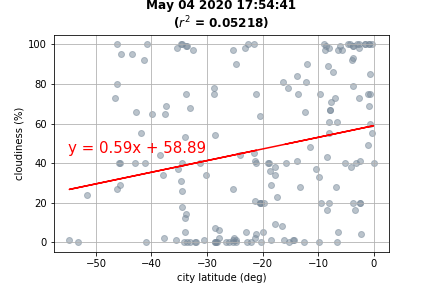 May 04 2020 17:54:41
(r² = 0.05218)
100
80
60
40
20
0
cloudiness (%)
y = 0.59x + 58.89
−50 −40 −30 −20 −10 0
city latitude (deg)